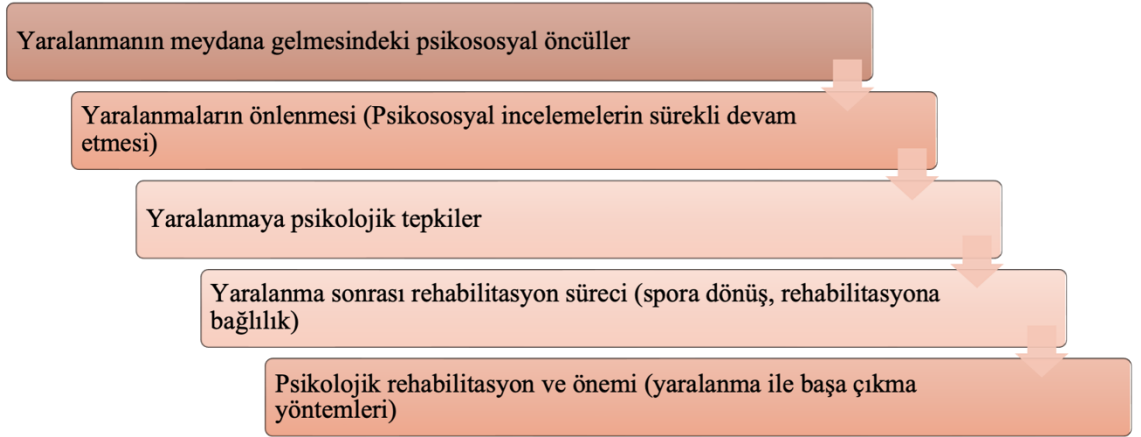 Yaralanmanın meydana gelmesindeki psikososyal öncüller
Yaralanmaların önlenmesi (Psikososyal incelemelerin sürekli devam
etmesi)
Yaralanmaya psikolojik tepkiler
Yaralanma sonrası rehabilitasyon süreci (spora dönüş, rehabilitasyona
bağlılık)
Psikolojik rehabilitasyon ve önemi (yaralanma ile başa çıkma
yöntemleri)